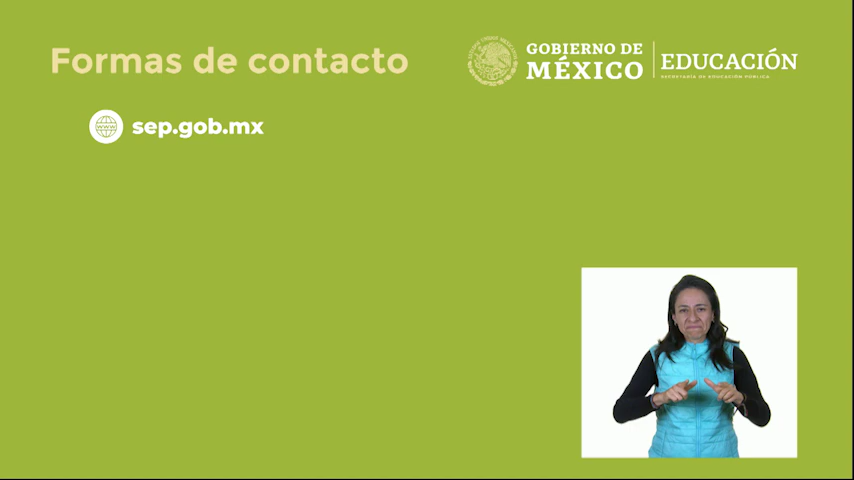 Formas de contacto
GOBIERNO DE
MÉXICO
EDUCACIÓN
SECRETARÍA DE EDUCACIÓN PÚBLICA
www
sep.gob.mx